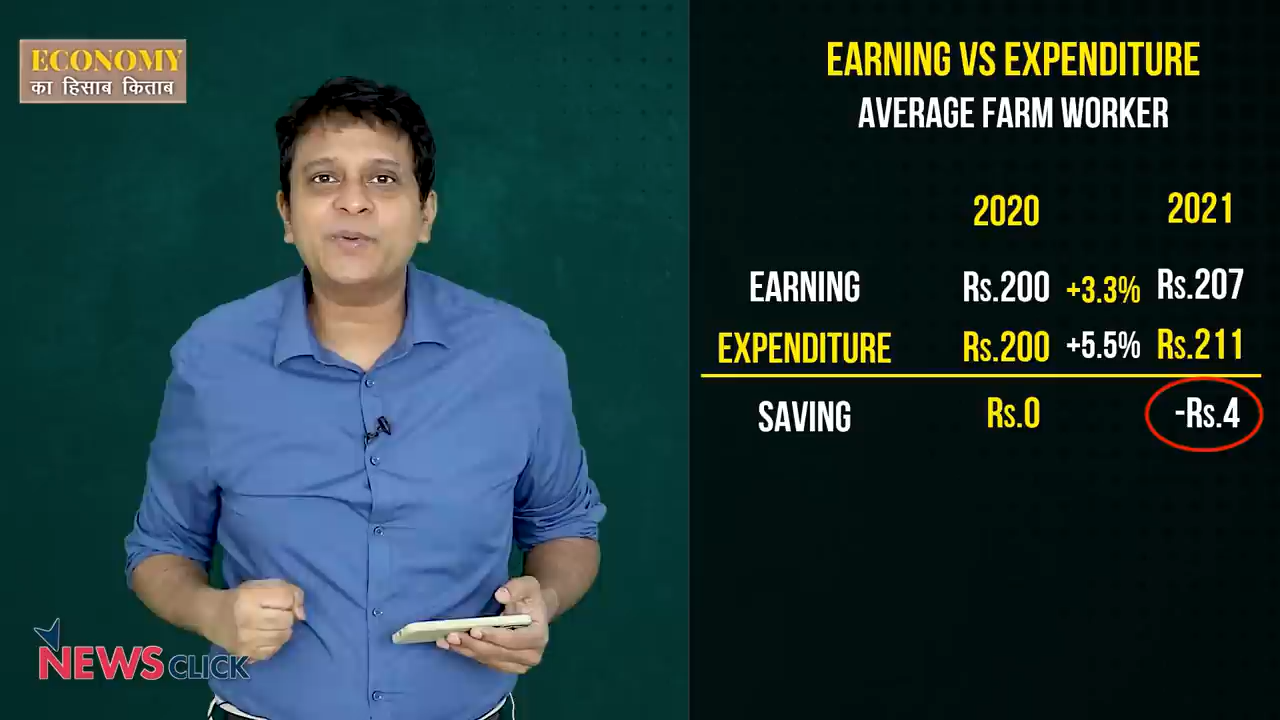 ECONOMY
का हिसाब किताब
EARNING VS EXPENDITURE
AVERAGE FARM WORKER
2020 2021
EARNING Rs.200 +3.3% Rs.207
EXPENDITURE Rs.200 +5.5% Rs.211
SAVING Rs.0 -Rs.4
NEWSCLICK